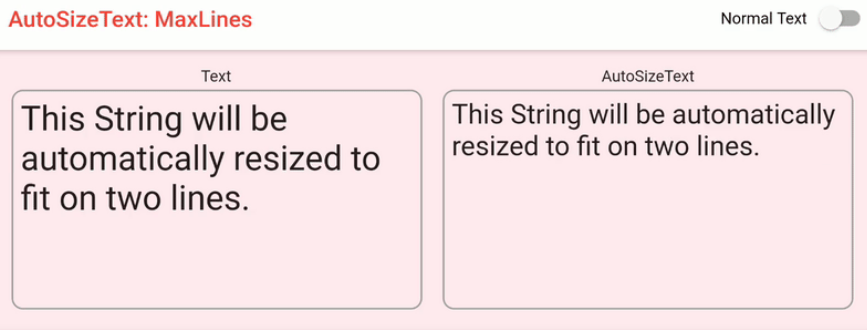 AutoSizeText: MaxLines
Normal Text
Text
This String will be
automatically resized to
fit on two lines.
AutoSizeText
This String will be automatically
resized to fit on two lines.